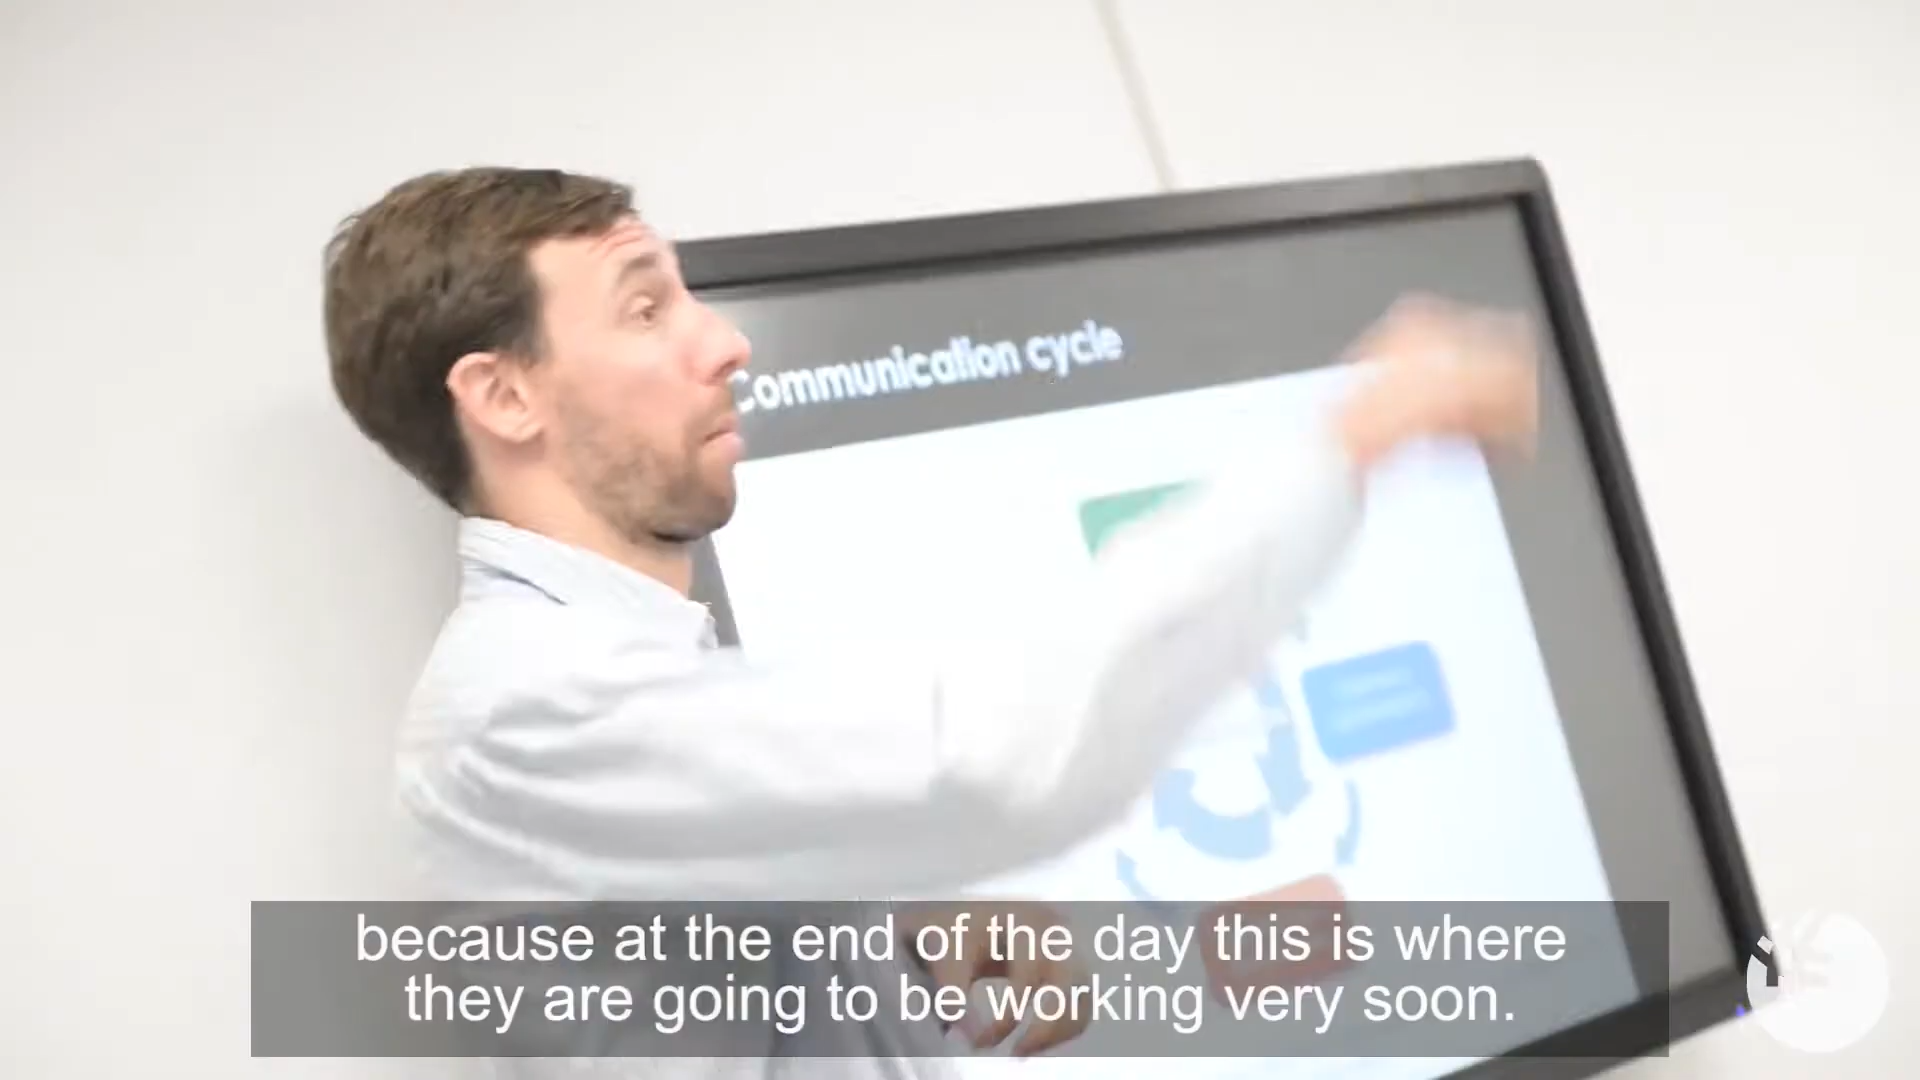 Communication cycle
because at the end of the day this is where
they are going to be working very soon.